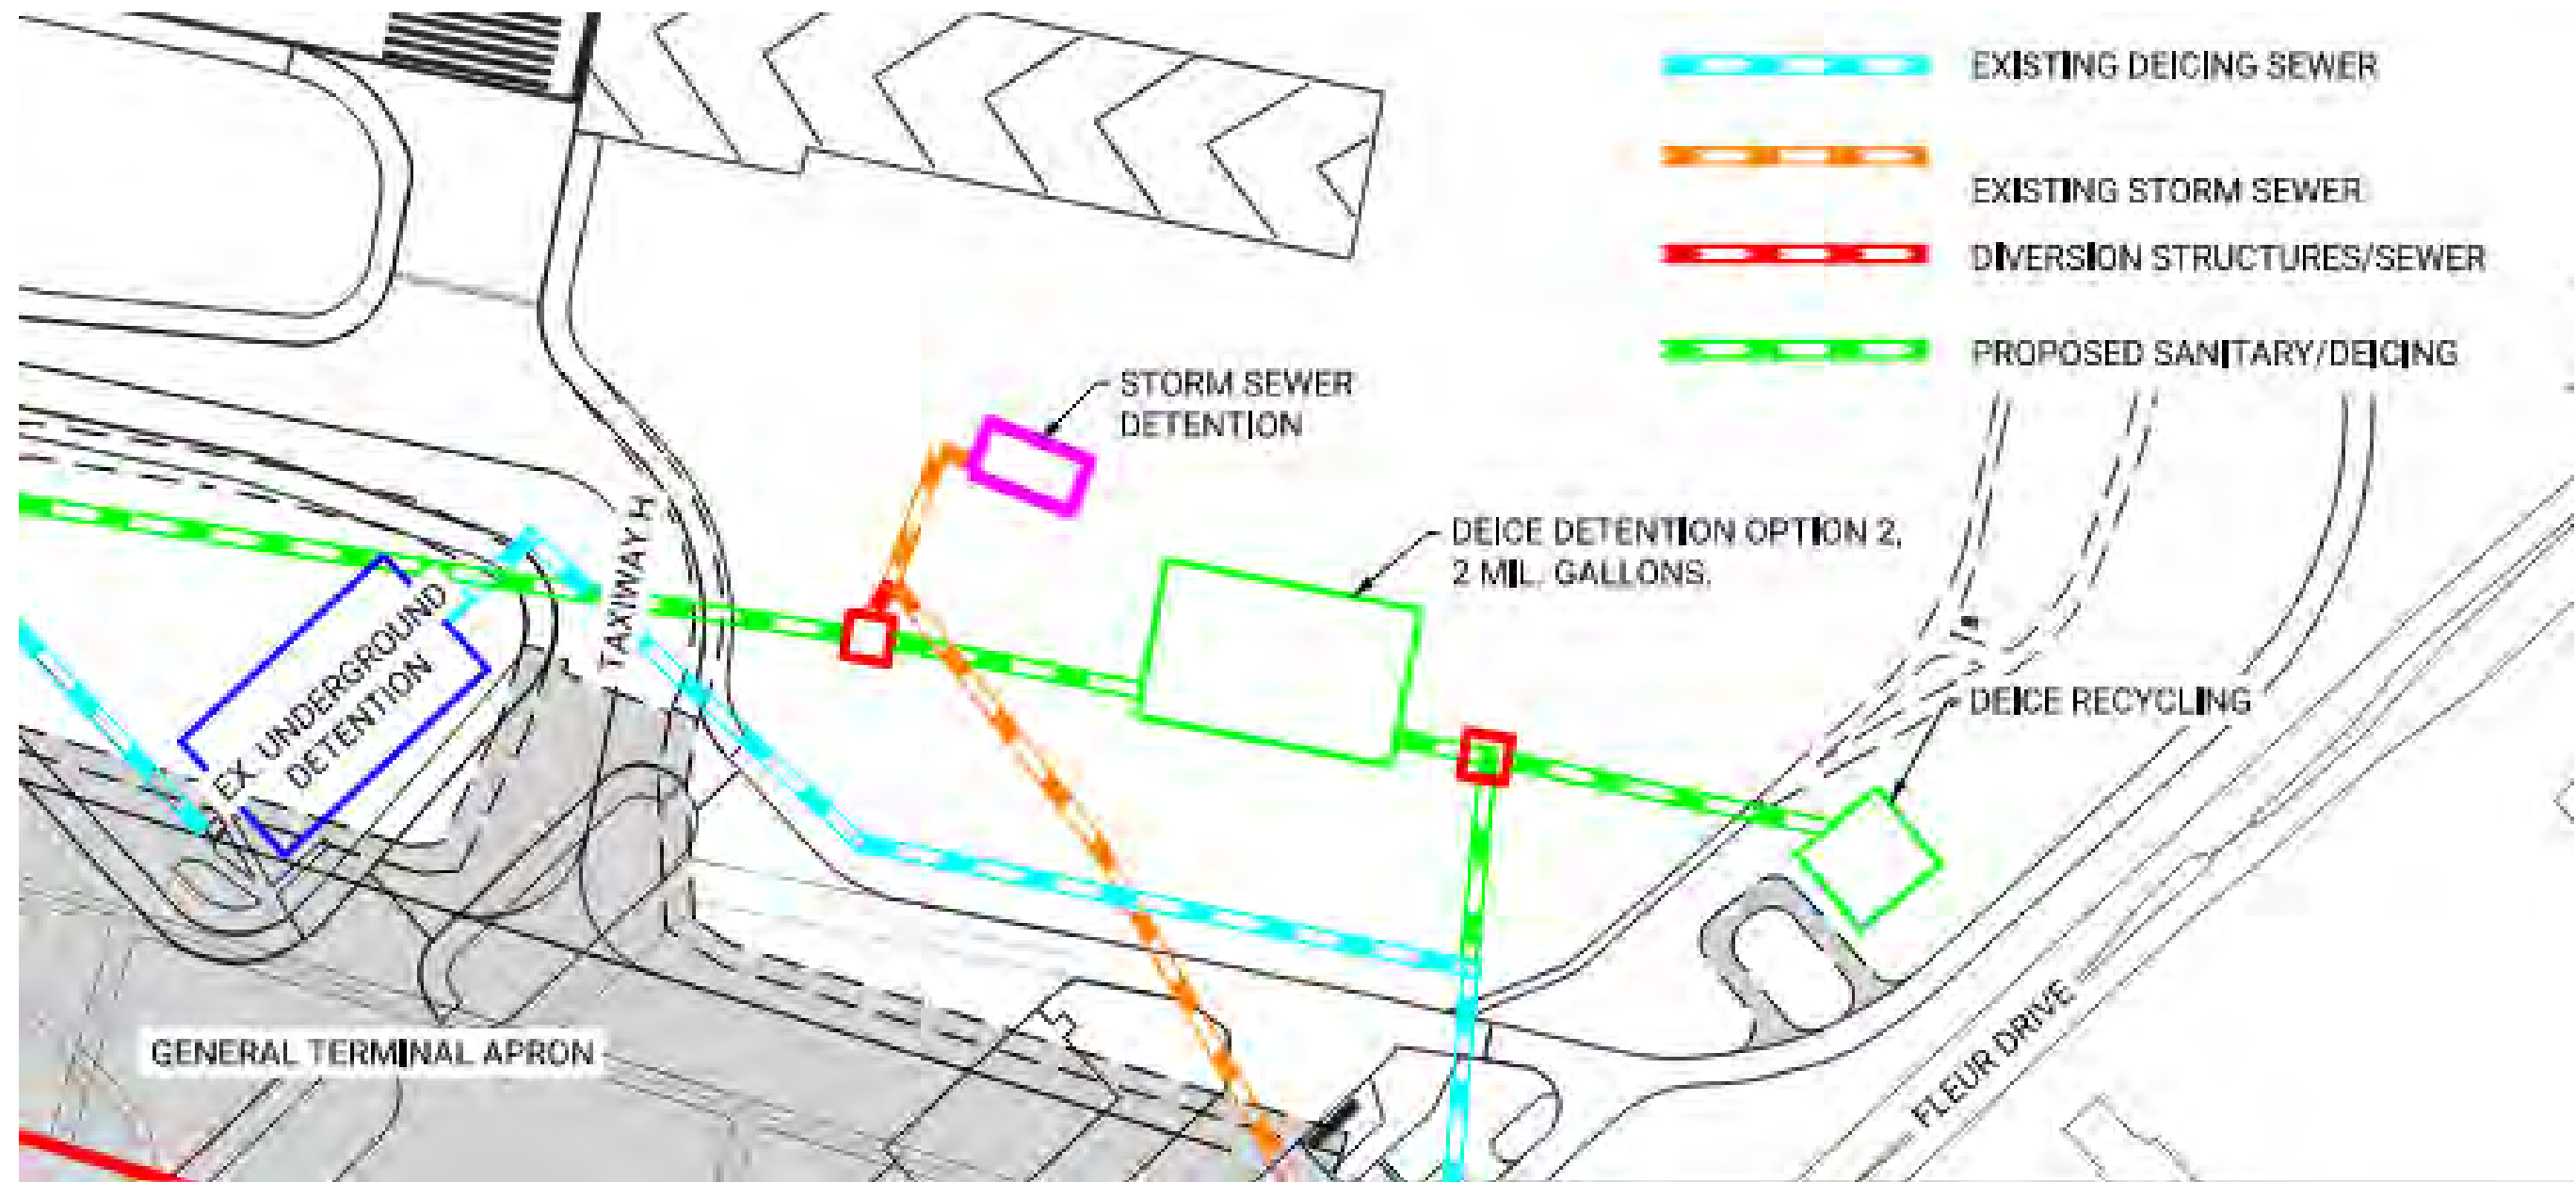 EXISTING DEICING SEWER
EXISTING STORM SEWER
DIVERSION STRUCTURES/SEWER
PROPOSED SANITARY/DEICING
STORM SEWER
DETENTION
DEICE DETENTION OPTION 2,
2 MIL. GALLONS.
TAXIWAY H
EX. UNDERGROUND
DETENTION
DEICE RECYCLING
GENERAL TERMINAL APRON
FLEUR DRIVE